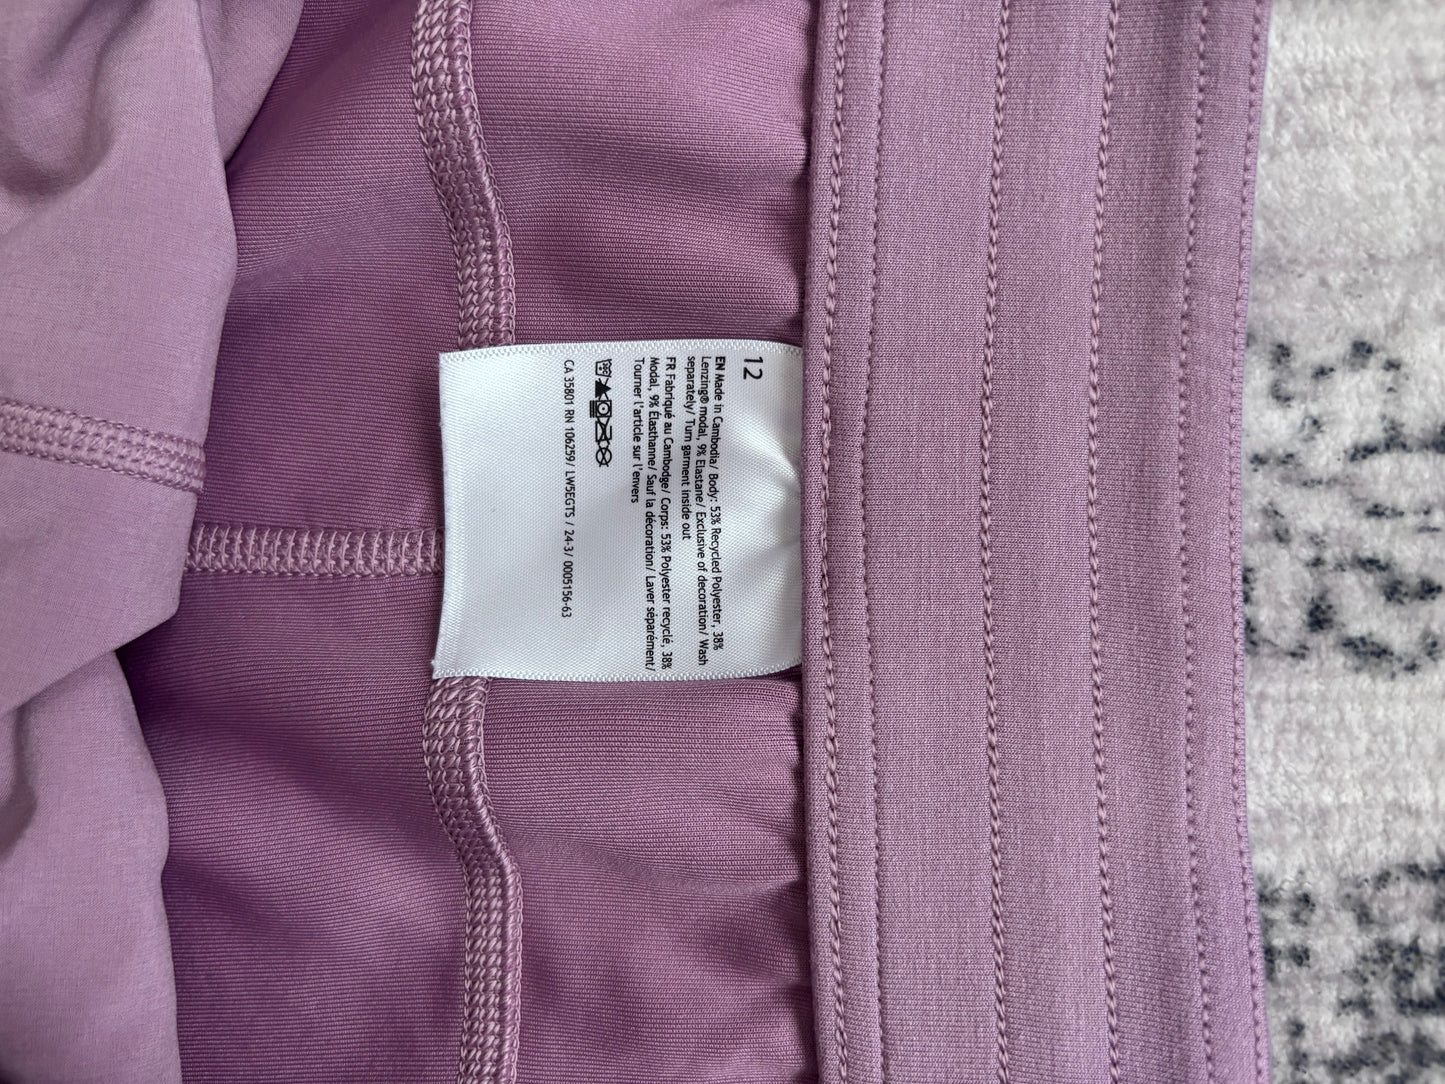 12
EN Made in Cambodia/ Body: 53% Recycled Polyester, 38%
Lenzing® modal, 9% Elastane/ Exclusive of decoration/ Wash
separately/ Turn garment inside out
FR Fabriqué au Cambodge/ Corps: 53% Polyester recyclé, 38%
Modal, 9% Élasthanne/ Sauf la décoration/ Laver séparément/
Tourner l'article sur l'envers
CA 35801 RN 106259/ LW5EGTS / 24-3/ 0005156-63